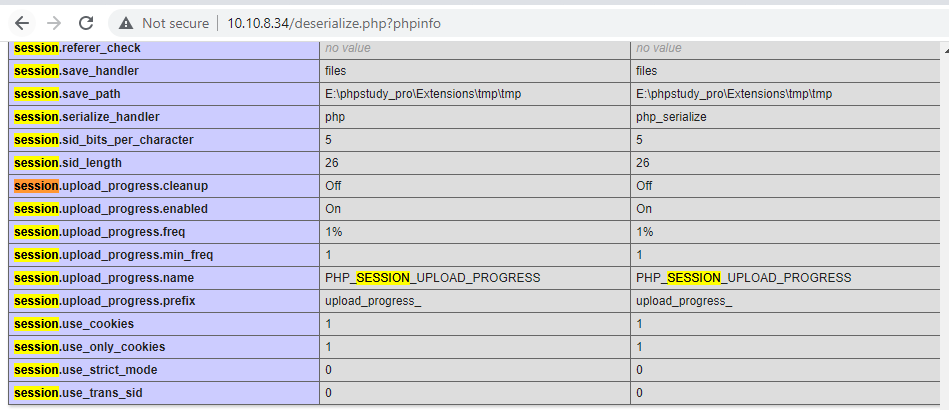 Not secure | 10.10.8.34/deserialize.php?phpinfo
session.referer_check no value no value
session.save_handler files files
session.save_path E:\phpstudy_pro\Extensions\tmp\tmp E:\phpstudy_pro\Extensions\tmp\tmp
session.serialize_handler php php_serialize
session.sid_bits_per_character 5 5
session.sid_length 26 26
session.upload_progress.cleanup Off Off
session.upload_progress.enabled On On
session.upload_progress.freq 1% 1%
session.upload_progress.min_freq 1 1
session.upload_progress.name PHP_SESSION_UPLOAD_PROGRESS PHP_SESSION_UPLOAD_PROGRESS
session.upload_progress.prefix upload_progress_ upload_progress_
session.use_cookies 1 1
session.use_only_cookies 1 1
session.use_strict_mode 0 0
session.use_trans_sid 0 0